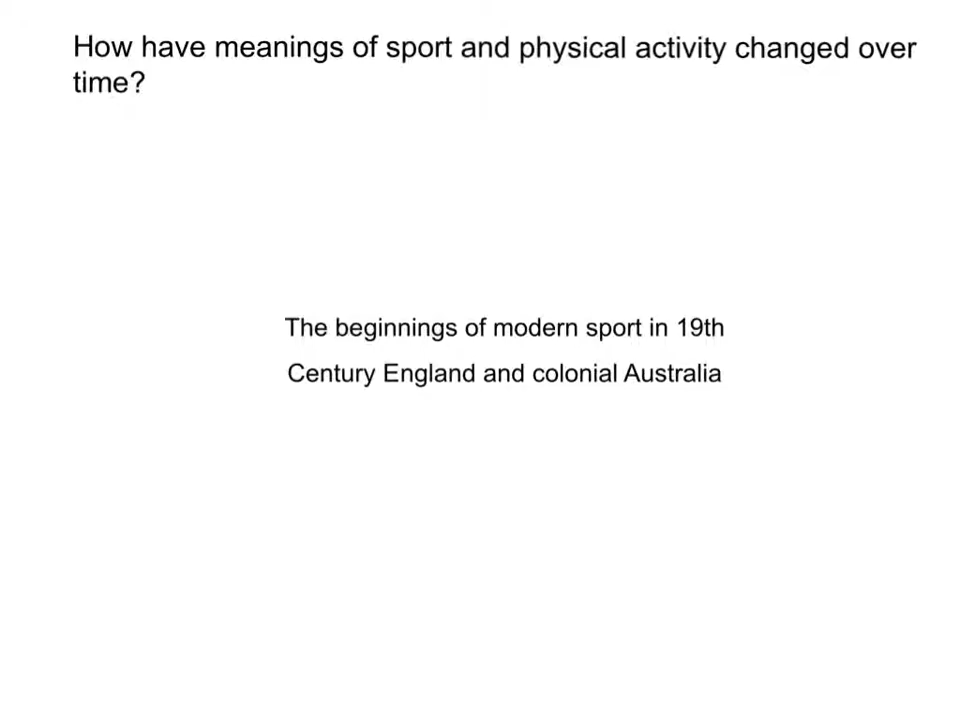 How have meanings of sport and physical activity changed over
time?
The beginnings of modern sport in 19th
Century England and colonial Australia